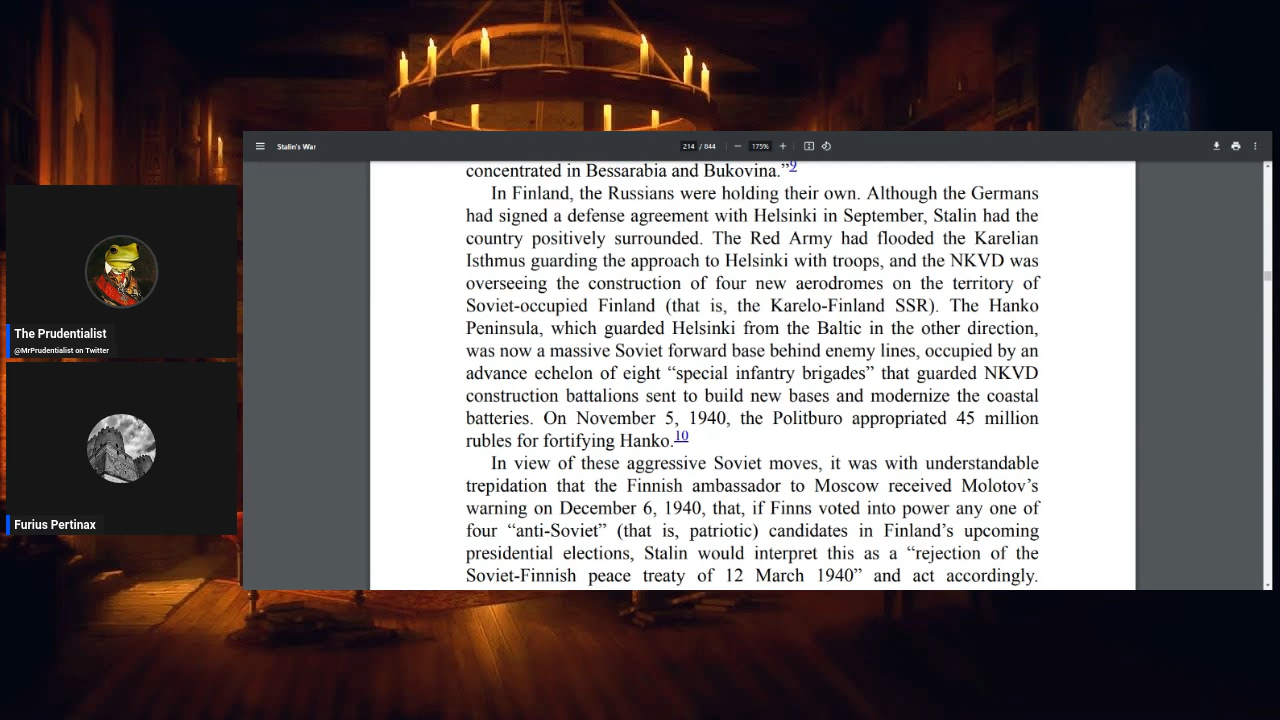 Stalin's War
214 / 844
175%
concentrated in Bessarabia and Bukovina.”9
In Finland, the Russians were holding their own. Although the Germans
had signed a defense agreement with Helsinki in September, Stalin had the
country positively surrounded. The Red Army had flooded the Karelian
Isthmus guarding the approach to Helsinki with troops, and the NKVD was
overseeing the construction of four new aerodromes on the territory of
Soviet-occupied Finland (that is, the Karelo-Finland SSR). The Hanko
Peninsula, which guarded Helsinki from the Baltic in the other direction,
was now a massive Soviet forward base behind enemy lines, occupied by an
advance echelon of eight “special infantry brigades” that guarded NKVD
construction battalions sent to build new bases and modernize the coastal
batteries. On November 5, 1940, the Politburo appropriated 45 million
rubles for fortifying Hanko.10
In view of these aggressive Soviet moves, it was with understandable
trepidation that the Finnish ambassador to Moscow received Molotov’s
warning on December 6, 1940, that, if Finns voted into power any one of
four “anti-Soviet” (that is, patriotic) candidates in Finland’s upcoming
presidential elections, Stalin would interpret this as a “rejection of the
Soviet-Finnish peace treaty of 12 March 1940” and act accordingly.
The Prudentialist
@MrPrudentialist on Twitter
Furius Pertinax